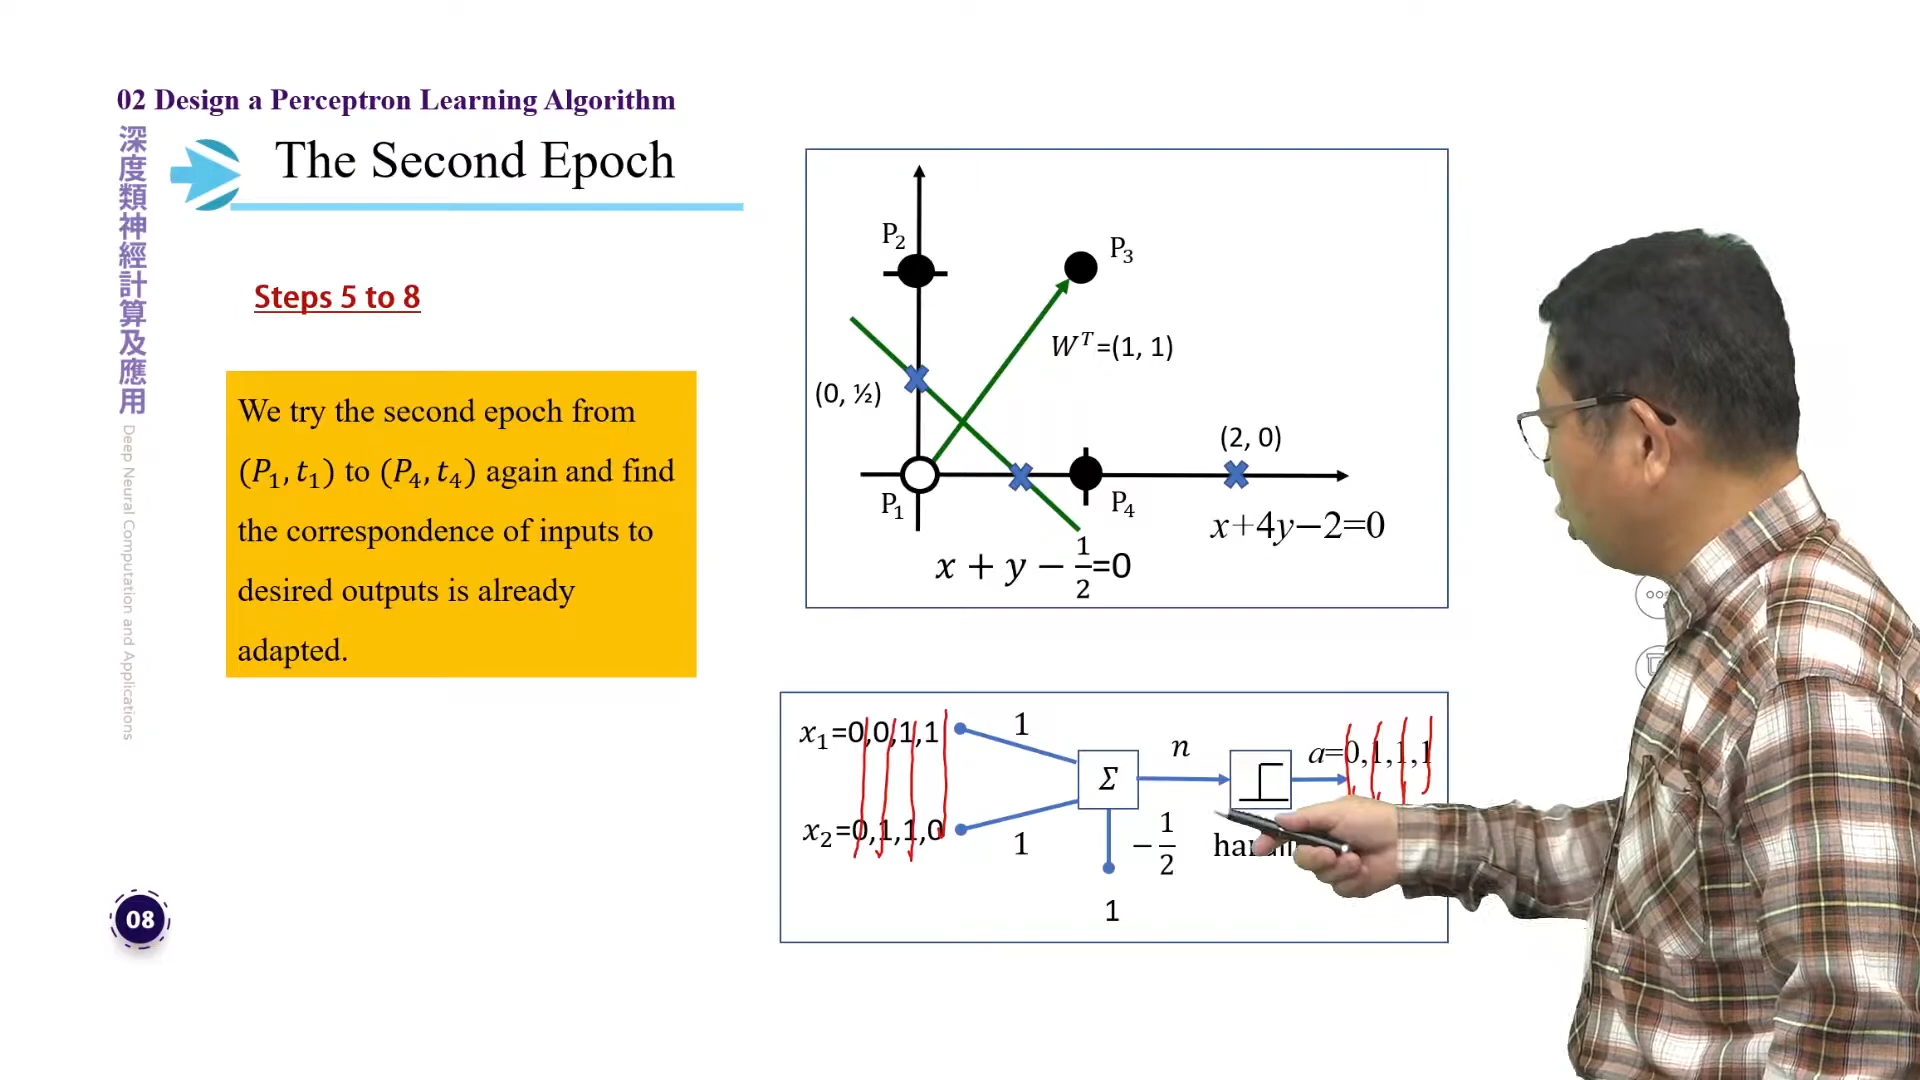 02 Design a Perceptron Learning Algorithm
深度類神經計算及應用
Deep Neural Computation and Applications
The Second Epoch
Steps 5 to 8
We try the second epoch from
(P₁, t₁) to (P₄, t₄) again and find
the correspondence of inputs to
desired outputs is already
adapted.
08
P₂
P₃
Wᵀ=(1, 1)
(0, ½)
(2, 0)
P₁
P₄
x+4y−2=0
x + y − 1/2=0
x₁=0,0,1,1
1
n
a=0,1,1,1
Σ
x₂=0,1,1,0
1
−1/2
1